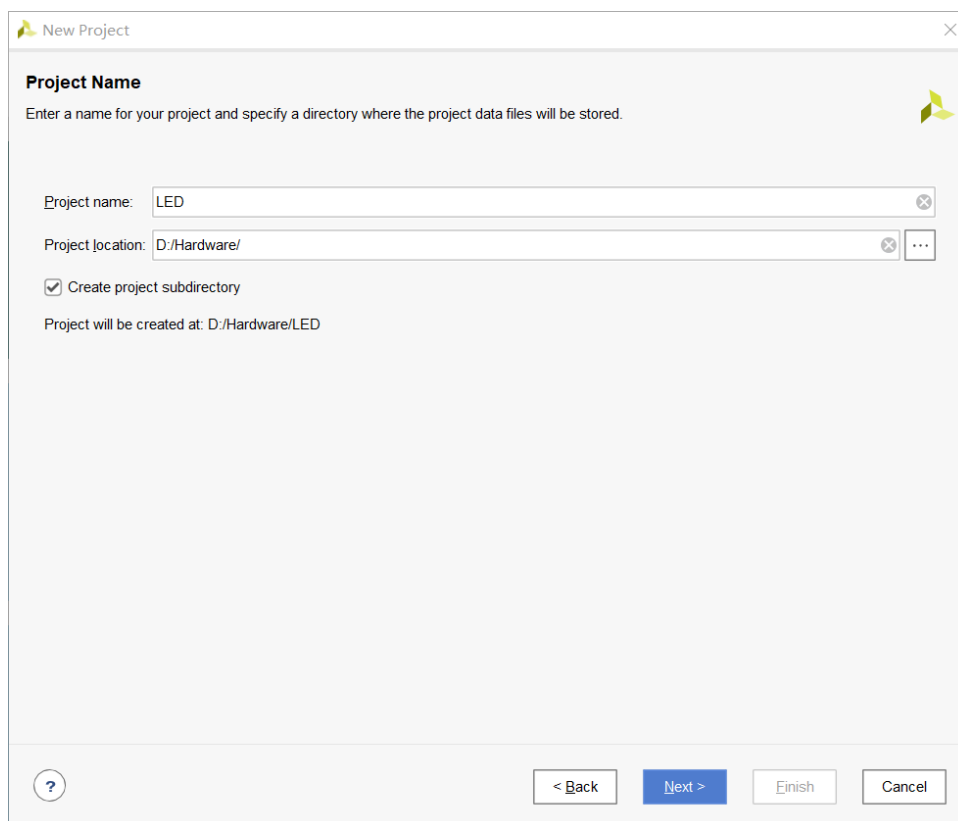 New Project
Project Name
Enter a name for your project and specify a directory where the project data files will be stored.
Project name: LED
Project location: D:/Hardware/ ...
Create project subdirectory
Project will be created at: D:/Hardware/LED
? < Back Next > Finish Cancel